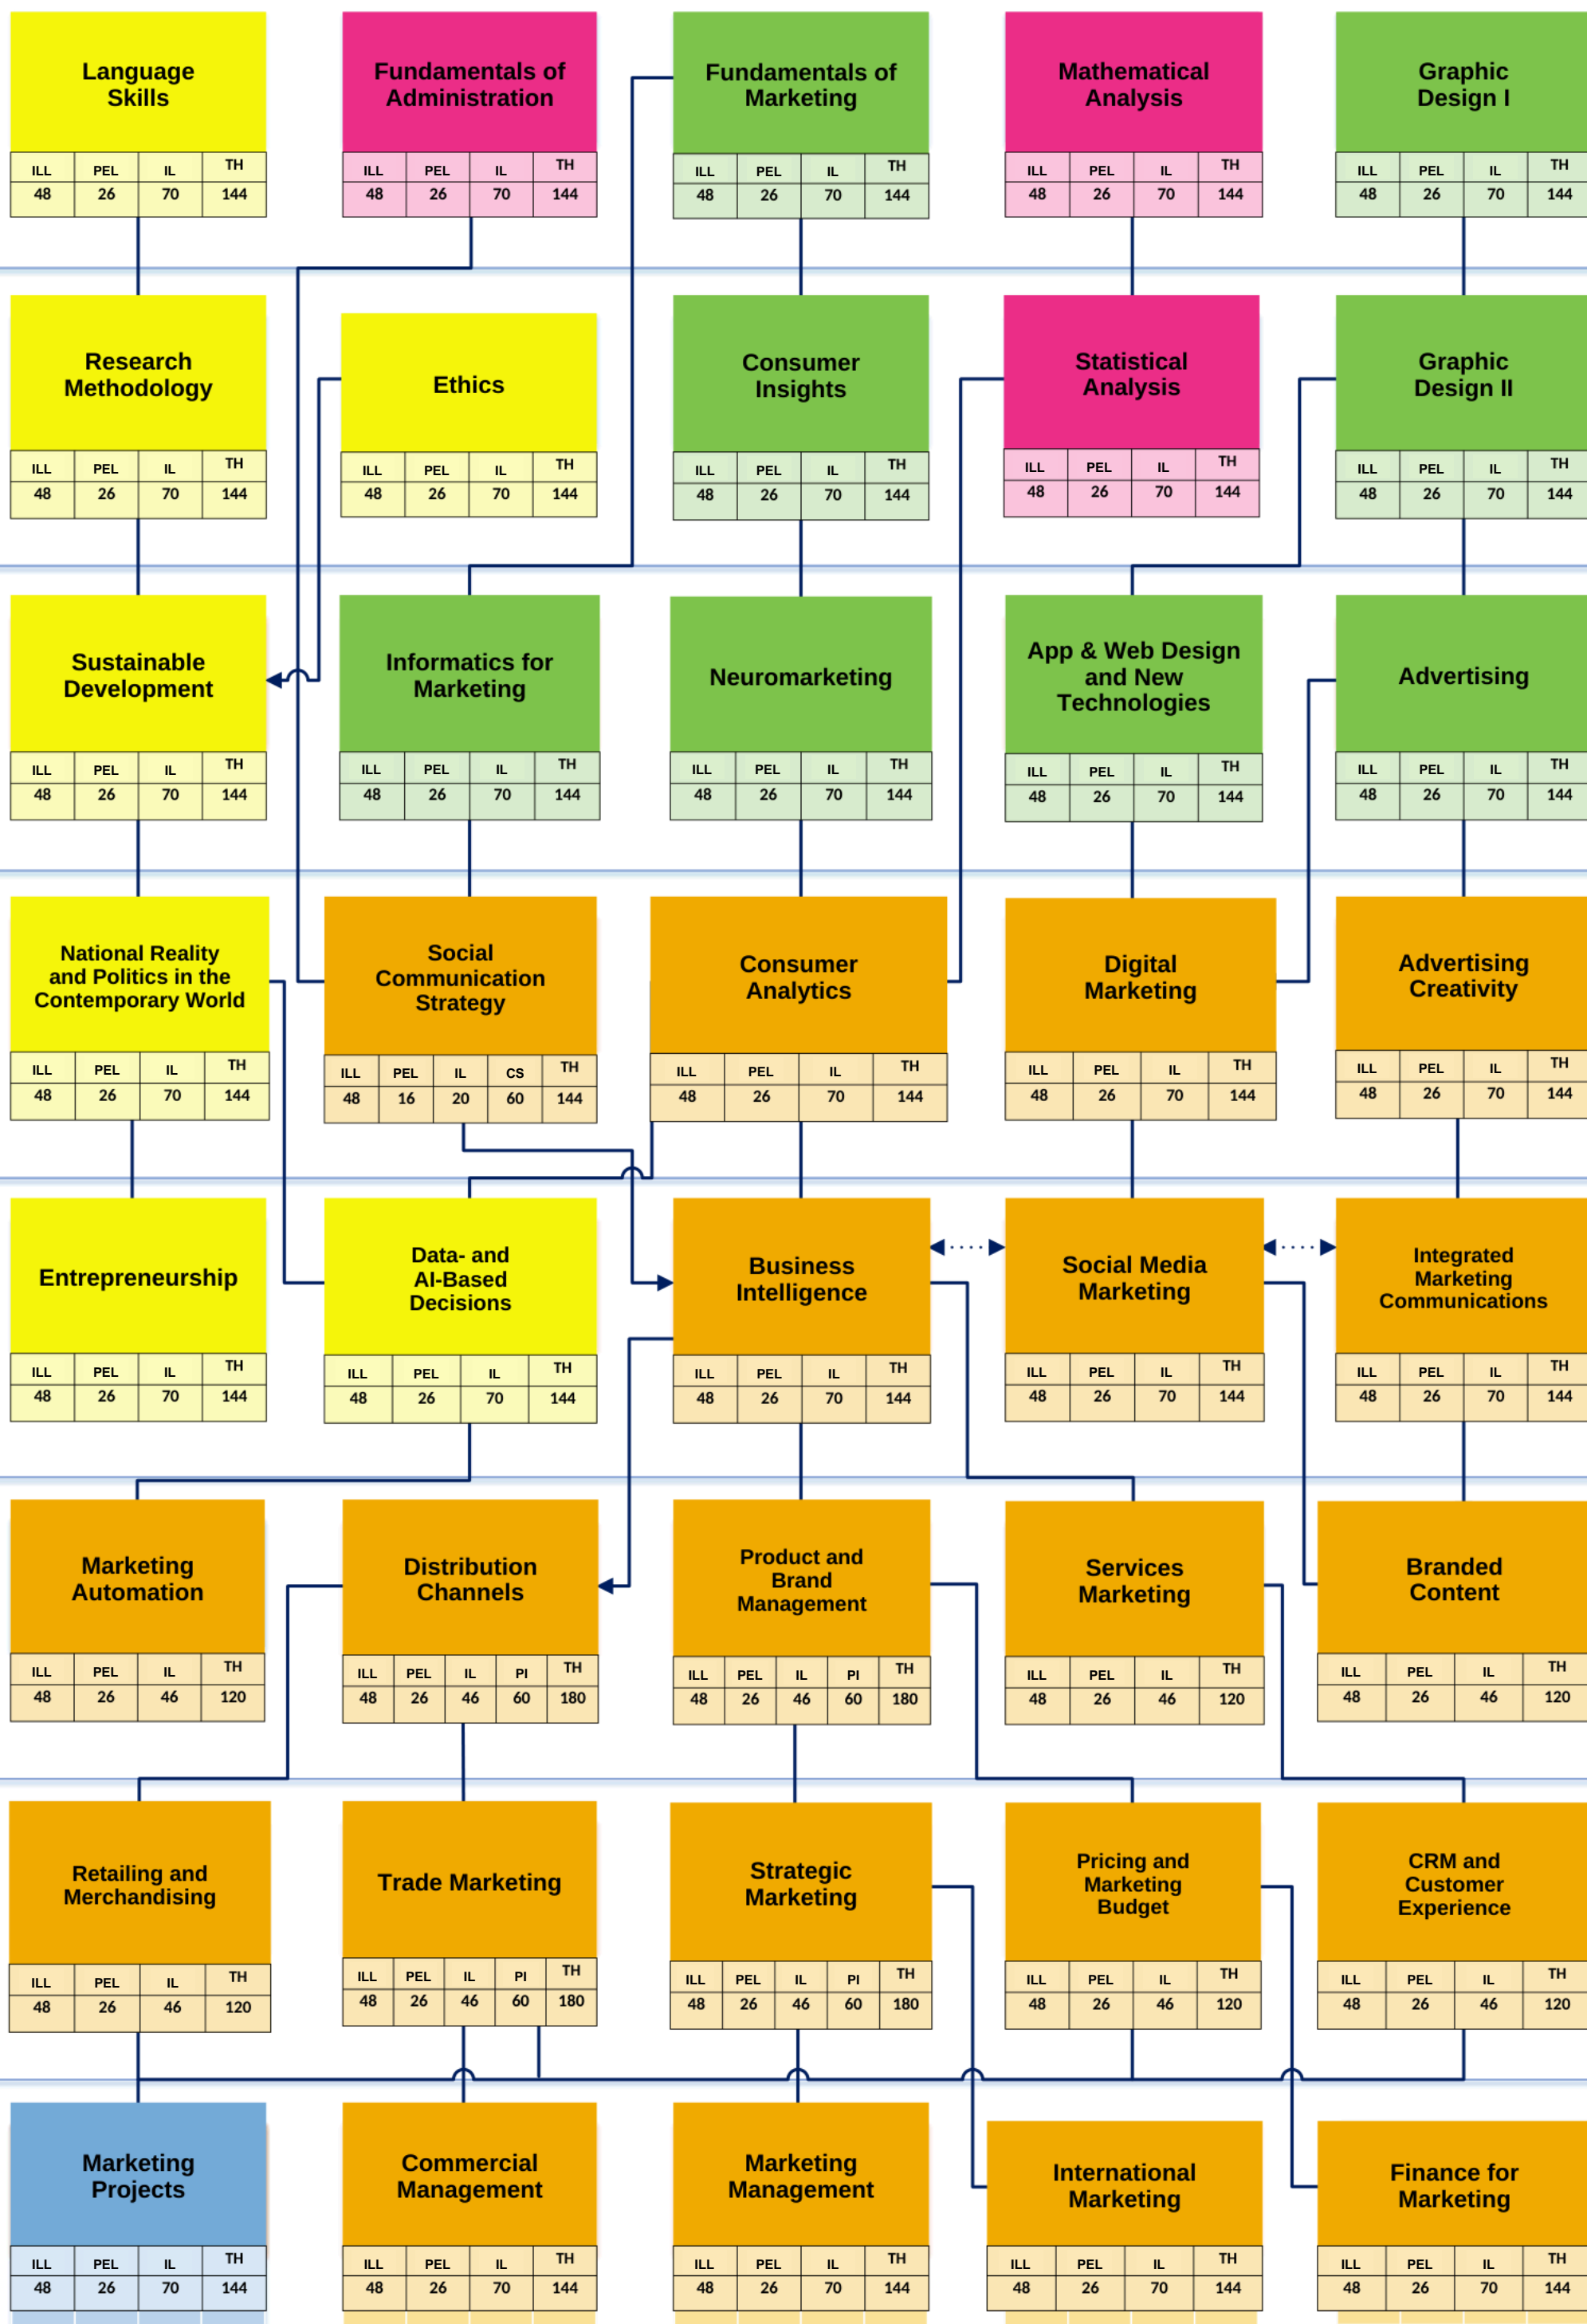 Language
Skills
Fundamentals of
Administration
Fundamentals of
Marketing
Mathematical
Analysis
Graphic
Design I
ILL PEL IL TH
48 26 70 144
ILL PEL IL TH
48 26 70 144
ILL PEL IL TH
48 26 70 144
ILL PEL IL TH
48 26 70 144
ILL PEL IL TH
48 26 70 144
Research
Methodology
Ethics
Consumer
Insights
Statistical
Analysis
Graphic
Design II
ILL PEL IL TH
48 26 70 144
ILL PEL IL TH
48 26 70 144
ILL PEL IL TH
48 26 70 144
ILL PEL IL TH
48 26 70 144
ILL PEL IL TH
48 26 70 144
Sustainable
Development
Informatics for
Marketing
Neuromarketing
App & Web Design
and New
Technologies
Advertising
ILL PEL IL TH
48 26 70 144
ILL PEL IL TH
48 26 70 144
ILL PEL IL TH
48 26 70 144
ILL PEL IL TH
48 26 70 144
ILL PEL IL TH
48 26 70 144
National Reality
and Politics in the
Contemporary World
Social
Communication
Strategy
Consumer
Analytics
Digital
Marketing
Advertising
Creativity
ILL PEL IL TH
48 26 70 144
ILL PEL IL CS TH
48 16 20 60 144
ILL PEL IL TH
48 26 70 144
ILL PEL IL TH
48 26 70 144
ILL PEL IL TH
48 26 70 144
Entrepreneurship
Data- and
AI-Based
Decisions
Business
Intelligence
Social Media
Marketing
Integrated
Marketing
Communications
ILL PEL IL TH
48 26 70 144
ILL PEL IL TH
48 26 70 144
ILL PEL IL TH
48 26 70 144
ILL PEL IL TH
48 26 70 144
ILL PEL IL TH
48 26 70 144
Marketing
Automation
Distribution
Channels
Product and
Brand
Management
Services
Marketing
Branded
Content
ILL PEL IL TH
48 26 46 120
ILL PEL IL PI TH
48 26 46 60 180
ILL PEL IL PI TH
48 26 46 60 180
ILL PEL IL TH
48 26 46 120
ILL PEL IL TH
48 26 46 120
Retailing and
Merchandising
Trade Marketing
Strategic
Marketing
Pricing and
Marketing
Budget
CRM and
Customer
Experience
ILL PEL IL TH
48 26 46 120
ILL PEL IL PI TH
48 26 46 60 180
ILL PEL IL PI TH
48 26 46 60 180
ILL PEL IL TH
48 26 46 120
ILL PEL IL TH
48 26 46 120
Marketing
Projects
Commercial
Management
Marketing
Management
International
Marketing
Finance for
Marketing
ILL PEL IL TH
48 26 70 144
ILL PEL IL TH
48 26 70 144
ILL PEL IL TH
48 26 70 144
ILL PEL IL TH
48 26 70 144
ILL PEL IL TH
48 26 70 144